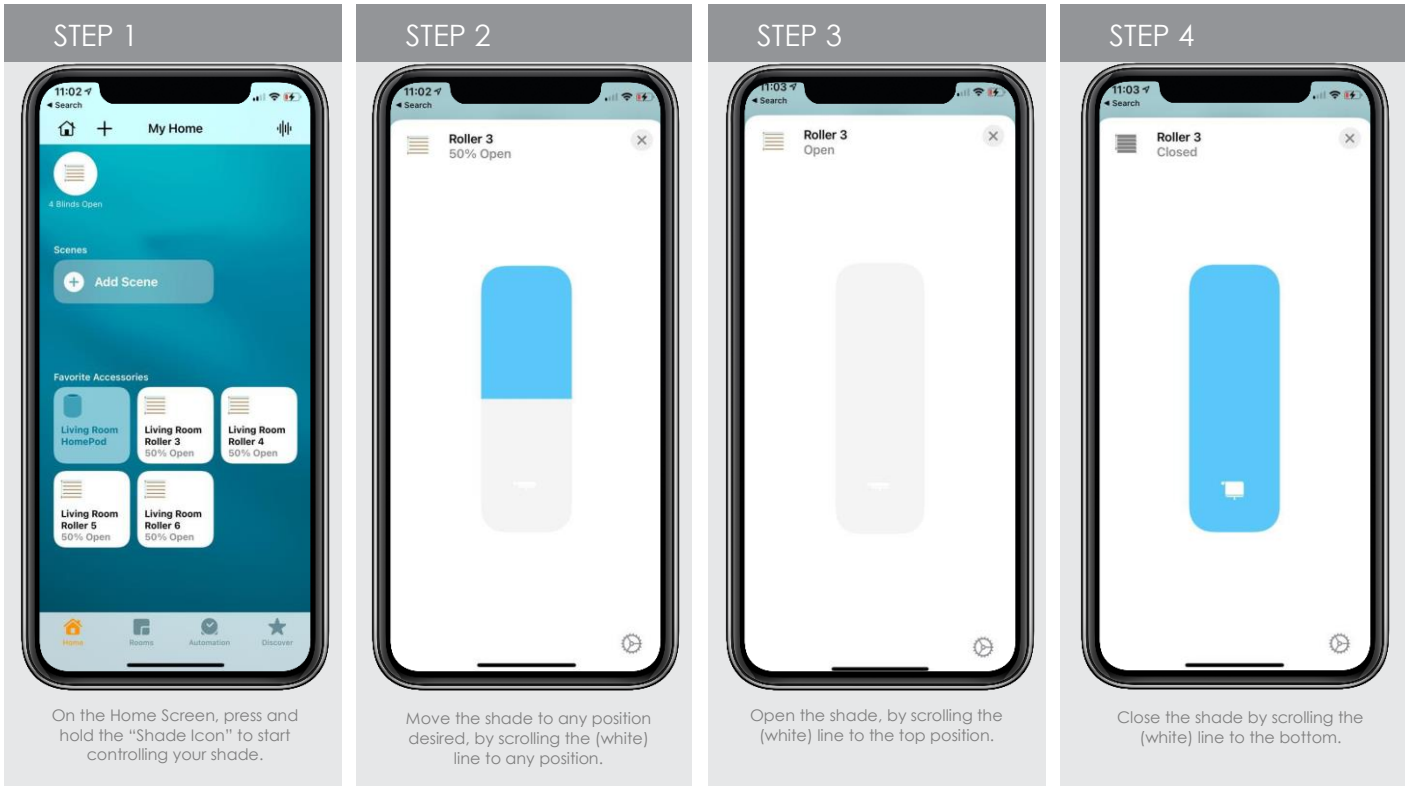 STEP 1
11:02
Search
My Home
4 Blinds Open
Scenes
Add Scene
Favorite Accessories
Living Room
HomePod
Living Room
Roller 3
50% Open
Living Room
Roller 4
50% Open
Living Room
Roller 5
50% Open
Living Room
Roller 6
50% Open
Home
Rooms
Automation
Discover
On the Home Screen, press and
hold the “Shade Icon” to start
controlling your shade.
STEP 2
11:02
Search
Roller 3
50% Open
Move the shade to any position
desired, by scrolling the (white)
line to any position.
STEP 3
11:03
Search
Roller 3
Open
Open the shade, by scrolling the
(white) line to the top position.
STEP 4
11:03
Search
Roller 3
Closed
Close the shade by scrolling the
(white) line to the bottom.